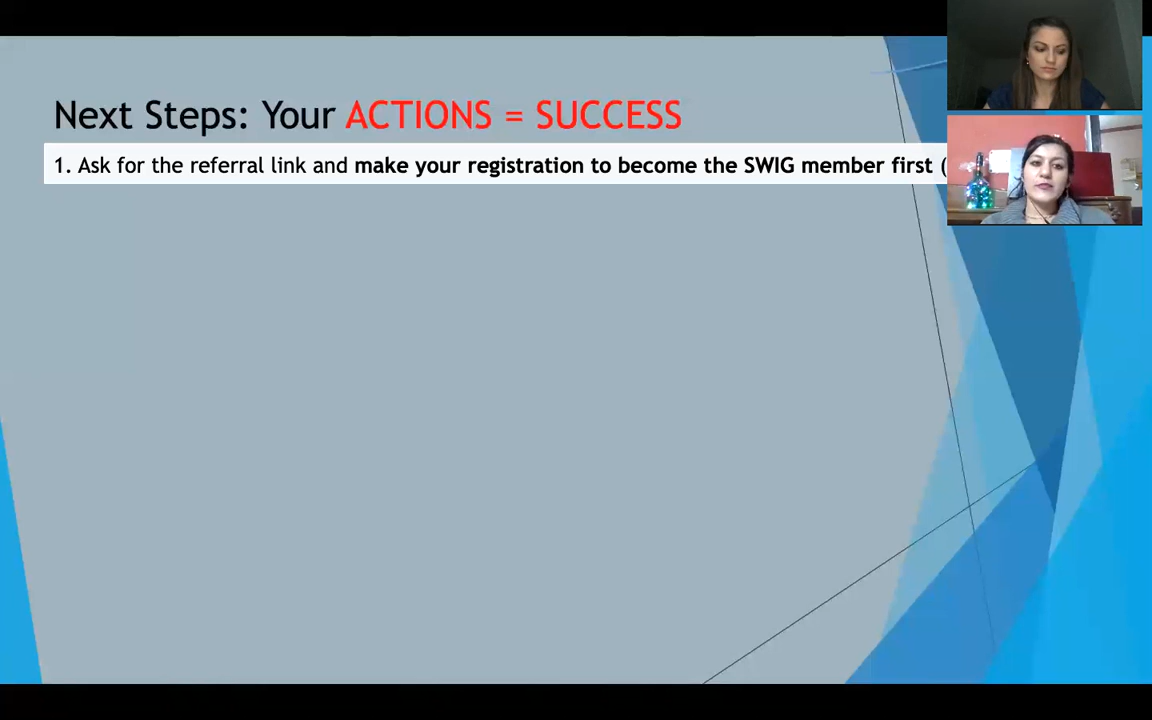 Next Steps: Your ACTIONS = SUCCESS
1. Ask for the referral link and make your registration to become the SWIG member first (